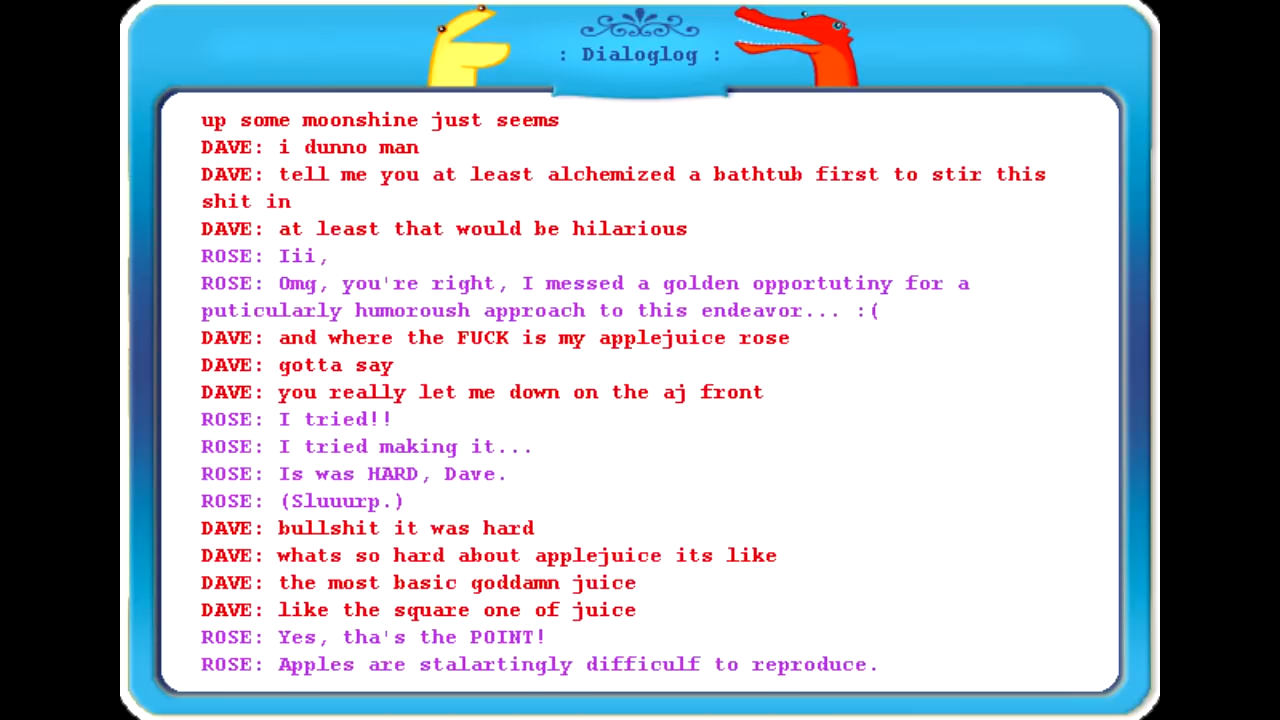 : Dialoglog :
up some moonshine just seems
DAVE: i dunno man
DAVE: tell me you at least alchemized a bathtub first to stir this
shit in
DAVE: at least that would be hilarious
ROSE: Iii,
ROSE: Omg, you're right, I messed a golden opportutiny for a
puticularly humoroush approach to this endeavor... :(
DAVE: and where the FUCK is my applejuice rose
DAVE: gotta say
DAVE: you really let me down on the aj front
ROSE: I tried!!
ROSE: I tried making it...
ROSE: Is was HARD, Dave.
ROSE: (Sluuurp.)
DAVE: bullshit it was hard
DAVE: whats so hard about applejuice its like
DAVE: the most basic goddamn juice
DAVE: like the square one of juice
ROSE: Yes, tha's the POINT!
ROSE: Apples are stalartingly difficulf to reproduce.